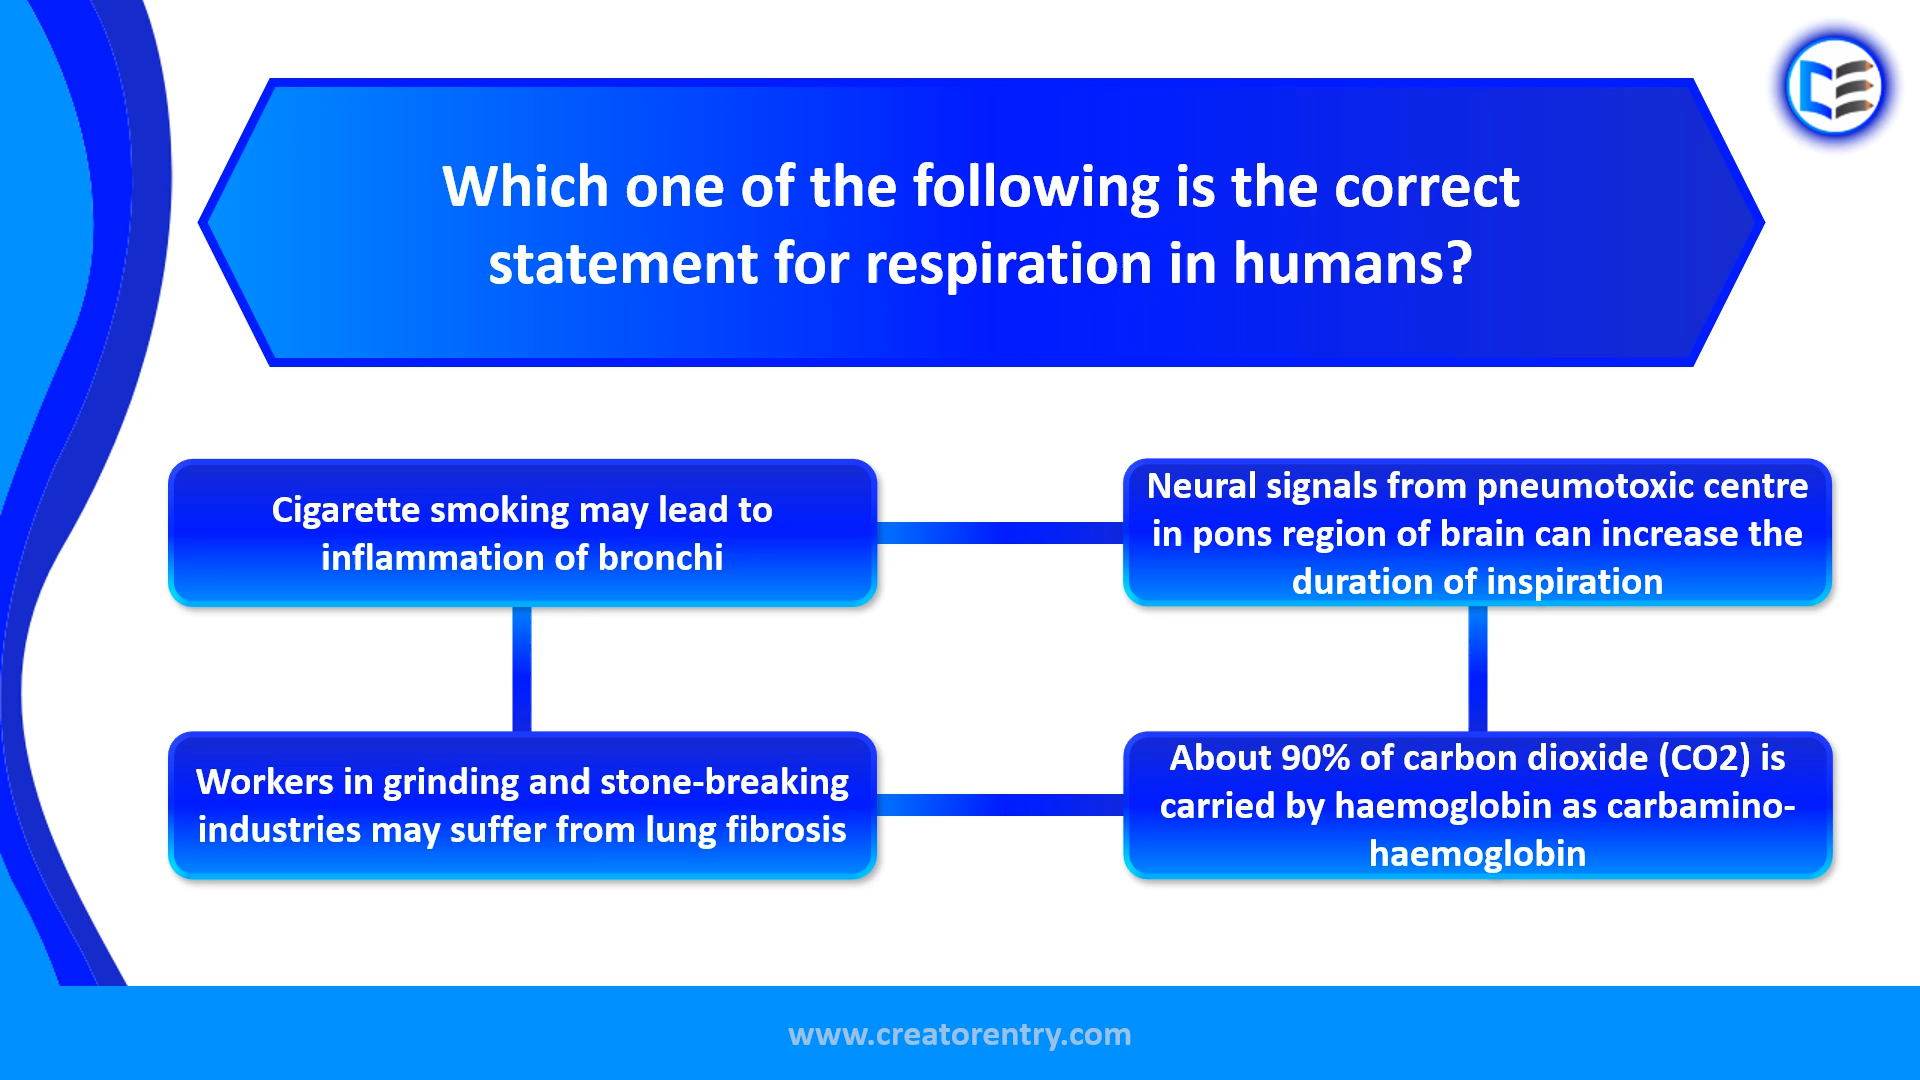 Which one of the following is the correct
statement for respiration in humans?
Cigarette smoking may lead to
inflammation of bronchi
Neural signals from pneumotoxic centre
in pons region of brain can increase the
duration of inspiration
Workers in grinding and stone-breaking
industries may suffer from lung fibrosis
About 90% of carbon dioxide (CO2) is
carried by haemoglobin as carbamino-
haemoglobin
www.creatorentry.com